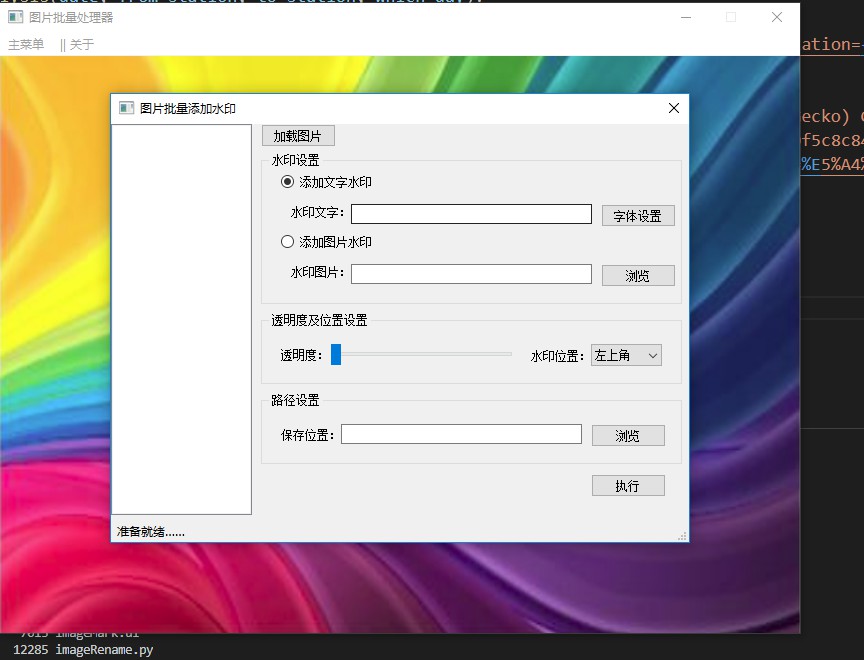 图片批量处理器
主菜单 || 关于
ation=
图片批量添加水印
加载图片
水印设置
添加文字水印
水印文字:
字体设置
添加图片水印
水印图片:
浏览
透明度及位置设置
透明度:
水印位置:
左上角
路径设置
保存位置:
浏览
执行
准备就绪......
ecko)
f5c8c84
%E5%A4%
12285 imageRename.py